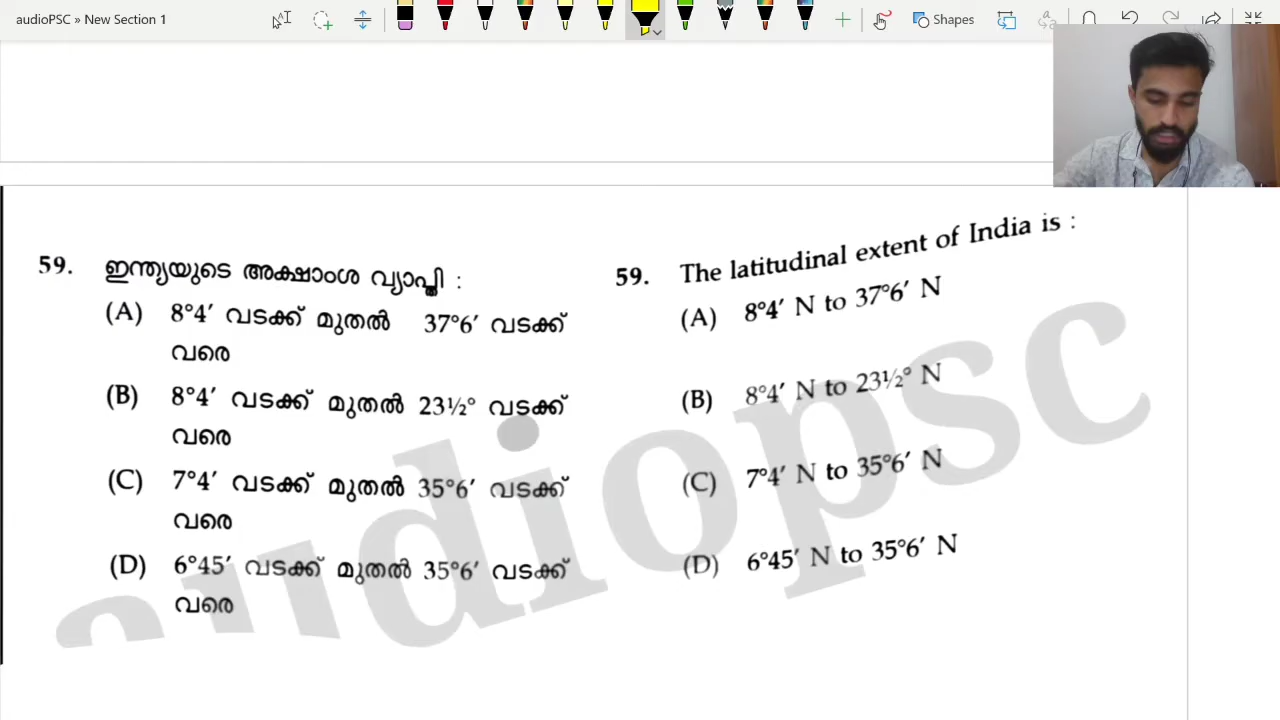 audioPSC » New Section 1
Shapes
59. ഇന്ത്യയുടെ അക്ഷാംശ വ്യാപ്തി :
(A) 8°4′ വടക്ക് മുതൽ 37°6′ വടക്ക്
വരെ
(B) 8°4′ വടക്ക് മുതൽ 23½° വടക്ക്
വരെ
(C) 7°4′ വടക്ക് മുതൽ 35°6′ വടക്ക്
വരെ
(D) 6°45′ വടക്ക് മുതൽ 35°6′ വടക്ക്
വരെ
59. The latitudinal extent of India is :
(A) 8°4′ N to 37°6′ N
(B) 8°4′ N to 23½° N
(C) 7°4′ N to 35°6′ N
(D) 6°45′ N to 35°6′ N
audiopsc